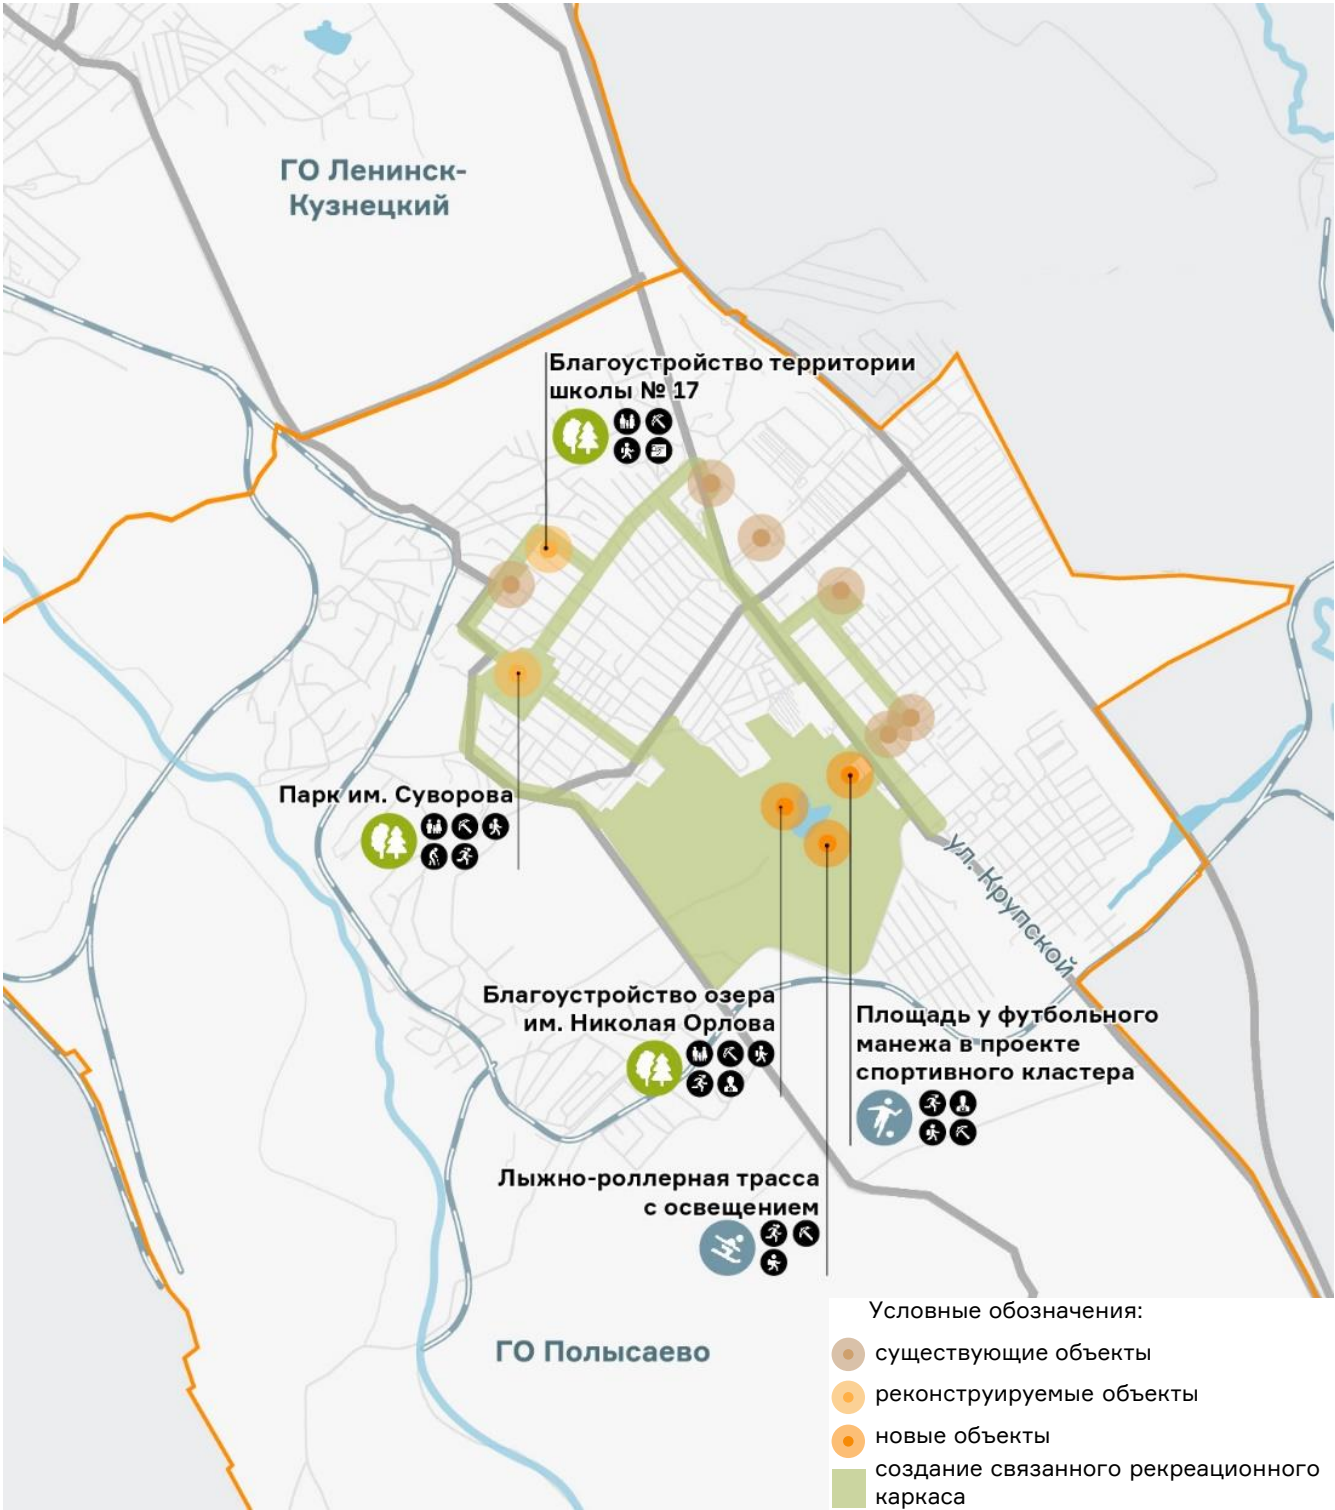 ГО Ленинск-
Кузнецкий
Благоустройство территории
школы № 17
Парк им. Суворова
ул. Крупской
Благоустройство озера
им. Николая Орлова
Площадь у футбольного
манежа в проекте
спортивного кластера
Лыжно-роллерная трасса
с освещением
ГО Полысаево
Условные обозначения:
существующие объекты
реконструируемые объекты
новые объекты
создание связанного рекреационного
каркаса